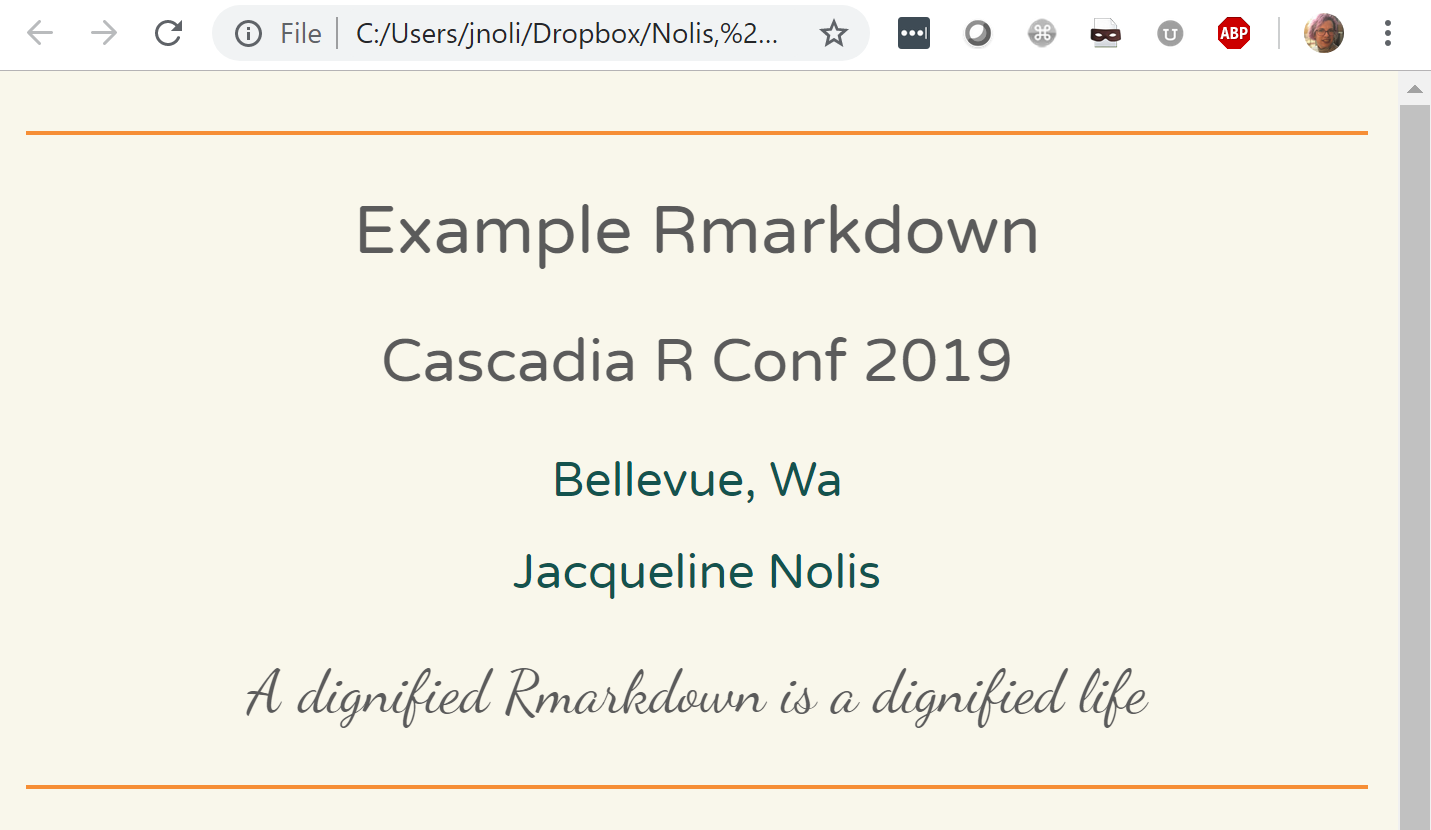 File C:/Users/jnoli/Dropbox/Nolis,%2...
ABP
Example Rmarkdown
Cascadia R Conf 2019
Bellevue, Wa
Jacqueline Nolis
A dignified Rmarkdown is a dignified life